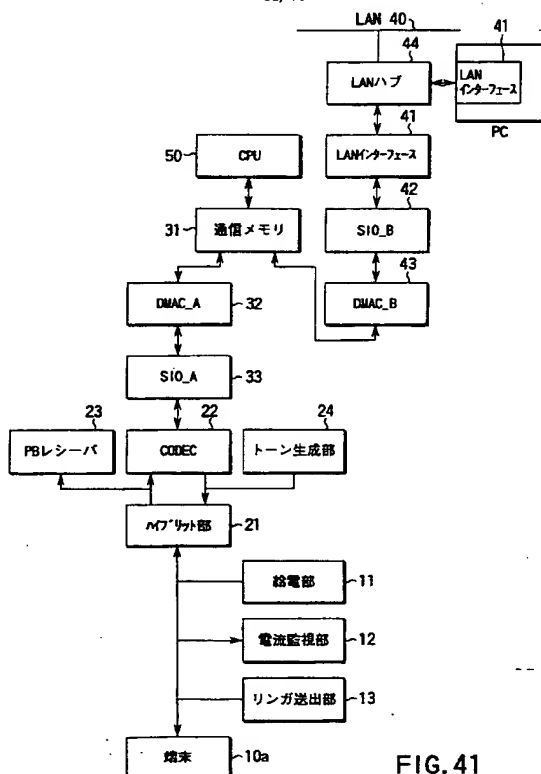 LAN 40
44
41
LANハブ
LAN
インターフェース
PC
41
50
CPU
LANインターフェース
42
31
通信メモリ
SIO_B
43
DMAC_A
32
DMAC_B
SIO_A
33
23
22
24
PBレシーバ
CODEC
トーン生成部
ハイブリット部
21
給電部
11
電流監視部
12
リンガ送出部
13
端末
10a
FIG. 41